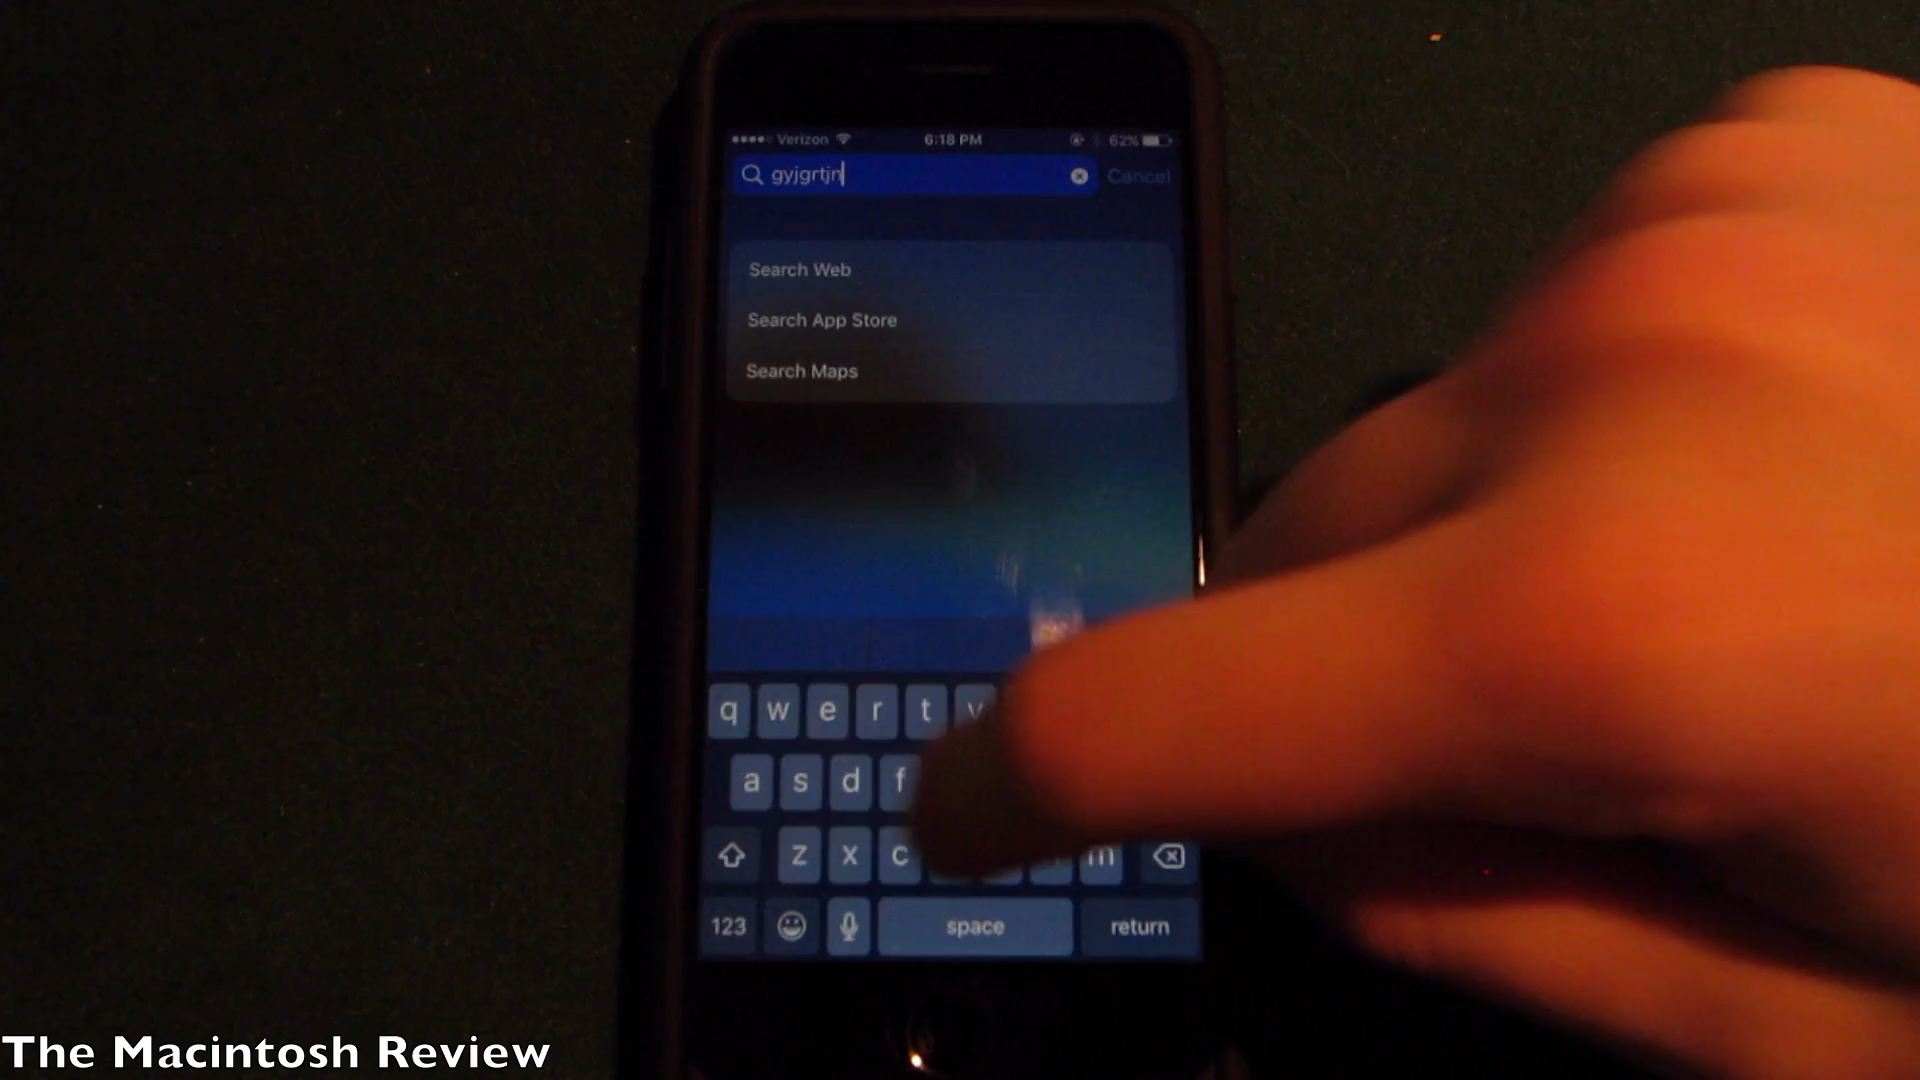 Verizon 6:18 PM 62%
gyjgrtjn Cancel
Search Web
Search App Store
Search Maps
q w e r t y
a s d f
z x c m
123 space return
The Macintosh Review